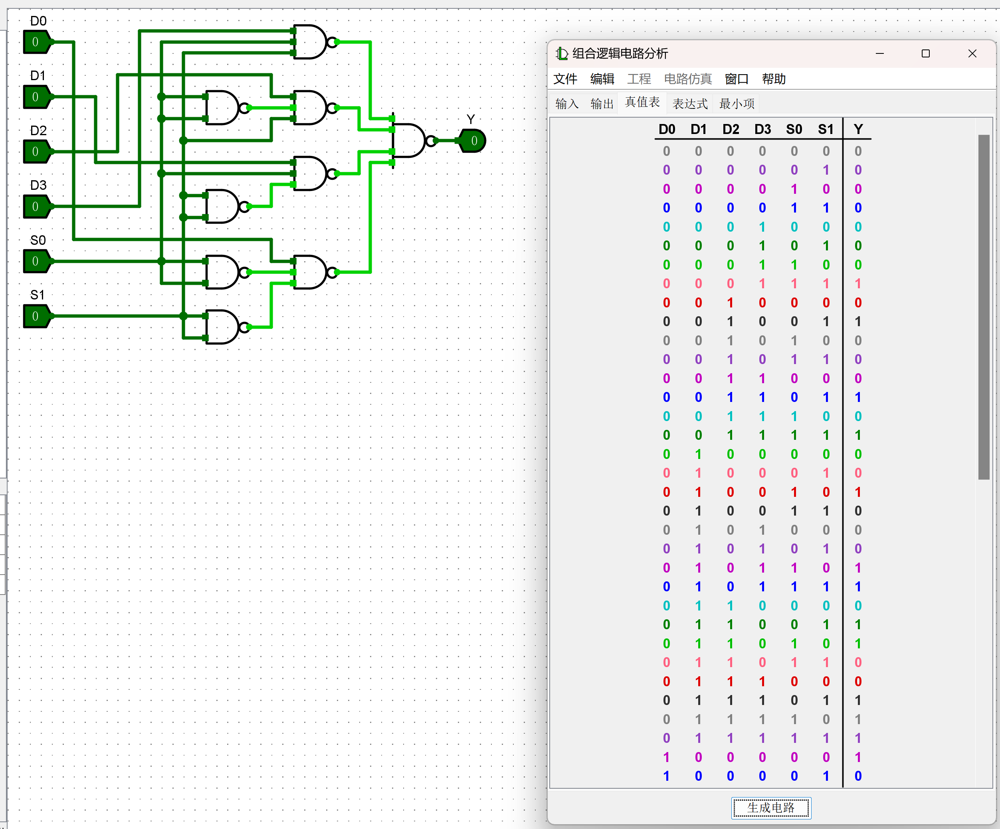 D0
0
D1
0
D2
0
D3
0
S0
0
S1
0
Y
0
组合逻辑电路分析
文件 编辑 工程 电路仿真 窗口 帮助
输入 输出 真值表 表达式 最小项
D0 D1 D2 D3 S0 S1 Y
0 0 0 0 0 0 0
0 0 0 0 0 1 0
0 0 0 0 1 0 0
0 0 0 0 1 1 0
0 0 0 1 0 0 0
0 0 0 1 0 1 0
0 0 0 1 1 0 0
0 0 0 1 1 1 1
0 0 1 0 0 0 0
0 0 1 0 0 1 1
0 0 1 0 1 0 0
0 0 1 0 1 1 0
0 0 1 1 0 0 0
0 0 1 1 0 1 1
0 0 1 1 1 0 0
0 0 1 1 1 1 1
0 1 0 0 0 0 0
0 1 0 0 0 1 0
0 1 0 0 1 0 1
0 1 0 0 1 1 0
0 1 0 1 0 0 0
0 1 0 1 0 1 0
0 1 0 1 1 0 1
0 1 0 1 1 1 1
0 1 1 0 0 0 0
0 1 1 0 0 1 1
0 1 1 0 1 0 1
0 1 1 0 1 1 0
0 1 1 1 0 0 0
0 1 1 1 0 1 1
0 1 1 1 1 0 1
0 1 1 1 1 1 1
1 0 0 0 0 0 1
1 0 0 0 0 1 0
生成电路